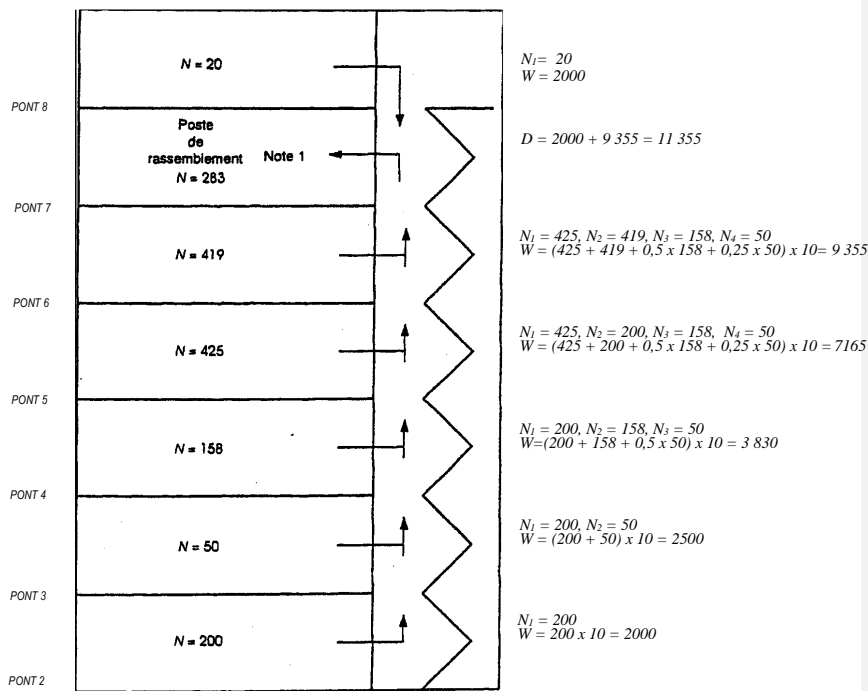 N = 20
N1 = 20
W = 2000
PONT 8
Poste
de
rassemblement Note 1
N = 283
D = 2000 + 9 355 = 11 355
PONT 7
N = 419
N1 = 425, N2 = 419, N3 = 158, N4 = 50
W = (425 + 419 + 0,5 x 158 + 0,25 x 50) x 10= 9 355
PONT 6
N = 425
N1 = 425, N2 = 200, N3 = 158, N4 = 50
W = (425 + 200 + 0,5 x 158 + 0,25 x 50) x 10 = 7165
PONT 5
N = 158
N1 = 200, N2 = 158, N3 = 50
W=(200 + 158 + 0,5 x 50) x 10 = 3 830
PONT 4
N = 50
N1 = 200, N2 = 50
W = (200 + 50) x 10 = 2500
PONT 3
N = 200
N1 = 200
W = 200 x 10 = 2000
PONT 2